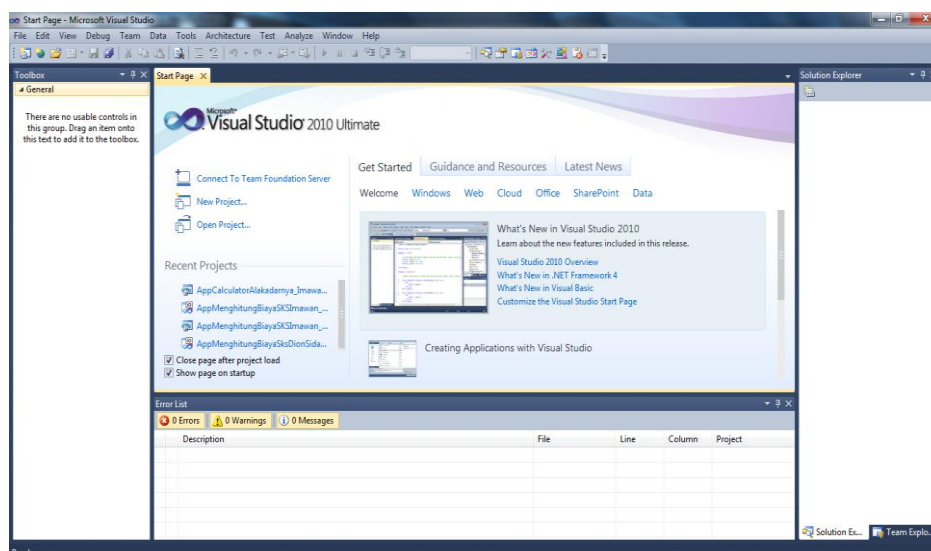 Start Page - Microsoft Visual Studio
File Edit View Debug Team Data Tools Architecture Test Analyze Window Help
Toolbox
General
There are no usable controls in
this group. Drag an item onto
this text to add it to the toolbox.
Start Page
Microsoft
Visual Studio 2010 Ultimate
Connect To Team Foundation Server
New Project...
Open Project...
Recent Projects
AppCalculatorAlakadarnya_Imawa...
AppMenghitungBiayaSKSImawan_...
AppMenghitungBiayaSKSImawan_...
AppMenghitungBiayaSksDionSida...
Close page after project load
Show page on startup
Get Started Guidance and Resources Latest News
Welcome Windows Web Cloud Office SharePoint Data
What's New in Visual Studio 2010
Learn about the new features included in this release.
Visual Studio 2010 Overview
What's New in .NET Framework 4
What's New in Visual Basic
Customize the Visual Studio Start Page
Creating Applications with Visual Studio
Error List
0 Errors 0 Warnings 0 Messages
Description File Line Column Project
Solution Explorer
Solution Ex... Team Explo...